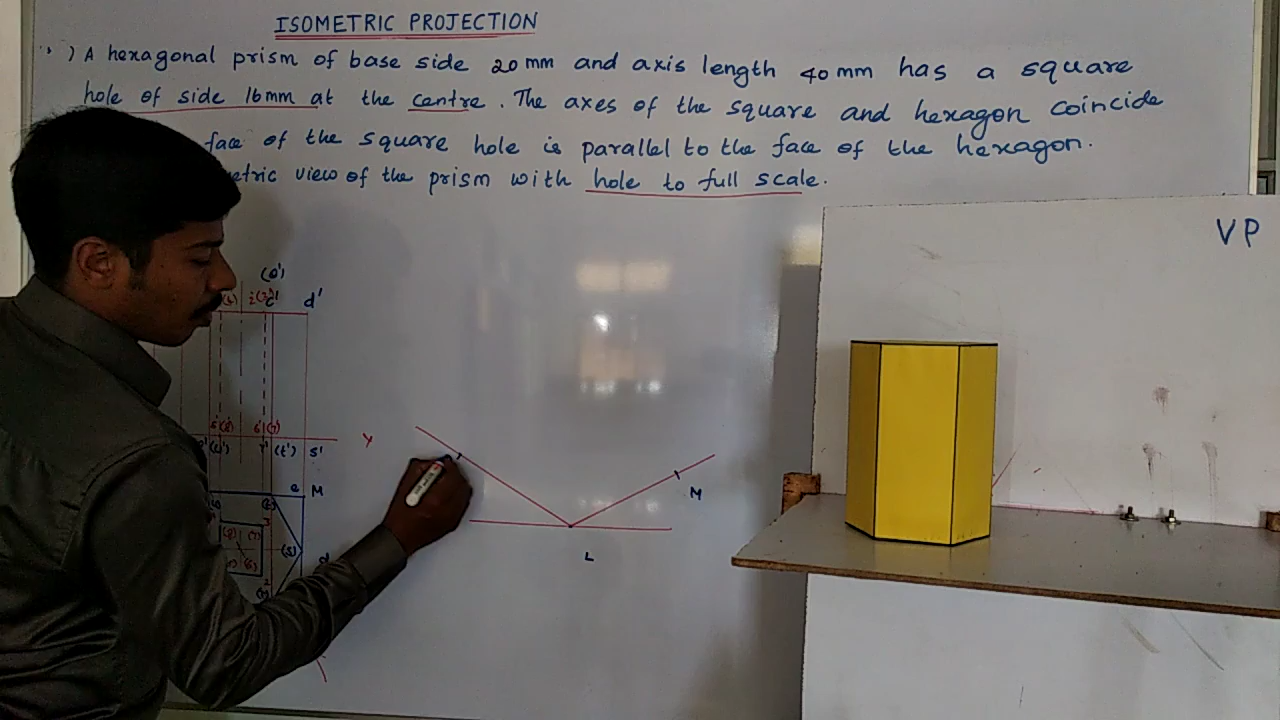 ISOMETRIC PROJECTION
) A hexagonal prism of base side 20 mm and axis length 40 mm has a square
hole of side 16mm at the centre. The axes of the square and hexagon coincide
face of the square hole is parallel to the face of the hexagon.
etric view of the prism with hole to full scale.
VP
(e')
c' d'
Y
(t') s'
e M
M
L